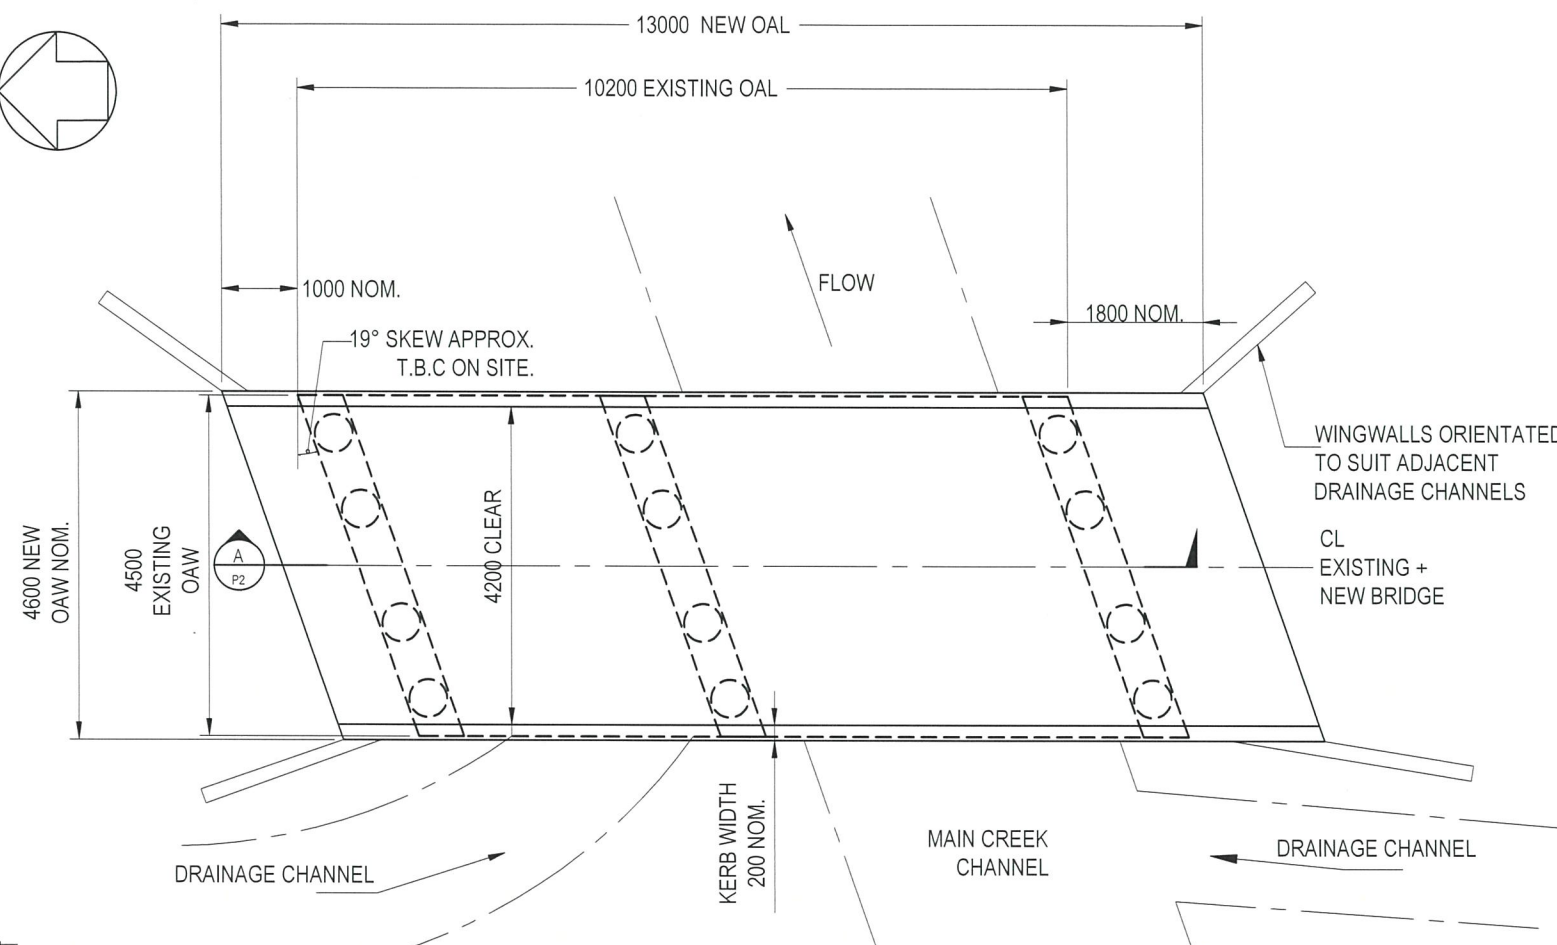 13000 NEW OAL
10200 EXISTING OAL
FLOW
1000 NOM.
1800 NOM.
19° SKEW APPROX.
T.B.C ON SITE.
WINGWALLS ORIENTATED
TO SUIT ADJACENT
DRAINAGE CHANNELS
4600 NEW
OAW NOM.
4500
EXISTING
OAW
A
P2
4200 CLEAR
CL
EXISTING +
NEW BRIDGE
KERB WIDTH
200 NOM.
MAIN CREEK
CHANNEL
DRAINAGE CHANNEL
DRAINAGE CHANNEL